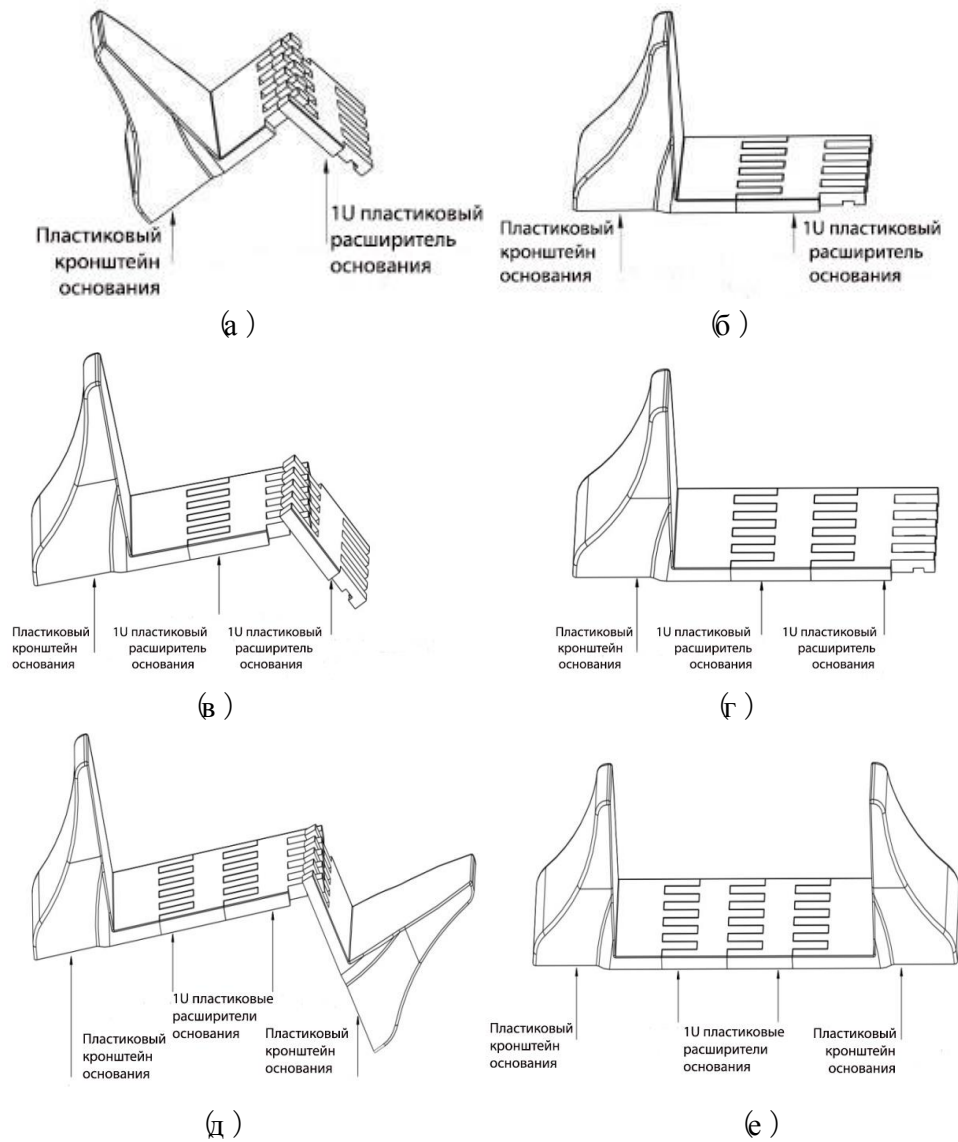 Пластиковый
кронштейн
основания
1U пластиковый
расширитель
основания
(а)
Пластиковый
кронштейн
основания
1U пластиковый
расширитель
основания
(б)
Пластиковый
кронштейн
основания
1U пластиковый
расширитель
основания
1U пластиковый
расширитель
основания
(в)
Пластиковый
кронштейн
основания
1U пластиковый
расширитель
основания
1U пластиковый
расширитель
основания
(г)
Пластиковый
кронштейн
основания
1U пластиковые
расширители
основания
Пластиковый
кронштейн
основания
(д)
Пластиковый
кронштейн
основания
1U пластиковые
расширители
основания
Пластиковый
кронштейн
основания
(е)